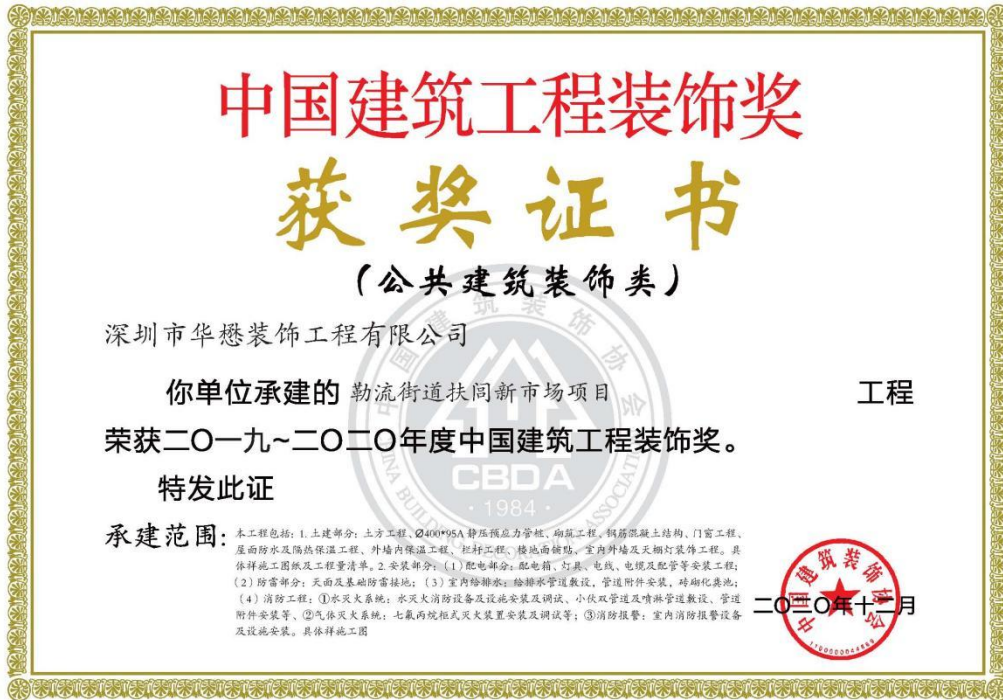 中国建筑工程装饰奖
获奖证书
(公共建筑装饰类)
深圳市华懋装饰工程有限公司
你单位承建的 勒流街道扶闾新市场项目 工程
荣获二〇一九~二〇二〇年度中国建筑工程装饰奖。
特发此证
承建范围: 本工程包括: 1.土建部分: 土方工程、Ø400*95A静压预应力管桩、砌筑工程、钢筋混凝土结构、门窗工程、
屋面防水及隔热保温工程、外墙内保温工程、栏杆工程、楼地面铺贴、室内外墙及天棚灯装饰工程。具
体祥施工图纸及工程量清单。2.安装部分: (1)配电部分: 配电箱、灯具、电线、电缆及配管等安装工程;
(2)防雷部分: 天面及基础防雷接地; (3)室内给排水: 给排水管道敷设, 管道附件安装, 砖砌化粪池;
(4)消防工程: ①水灭火系统: 水灭火消防设备及设施安装及调试、小伏双管道及喷淋管道敷设、管道
附件安装等、②气体灭火系统: 七氟丙烷柜式灭火装置安装及调试等; ③消防报警: 室内消防报警设备
及设施安装。具体祥施工图
二〇二〇年十二月
中国建筑装饰协会
中国建筑装饰协会
CBDA
·1984·